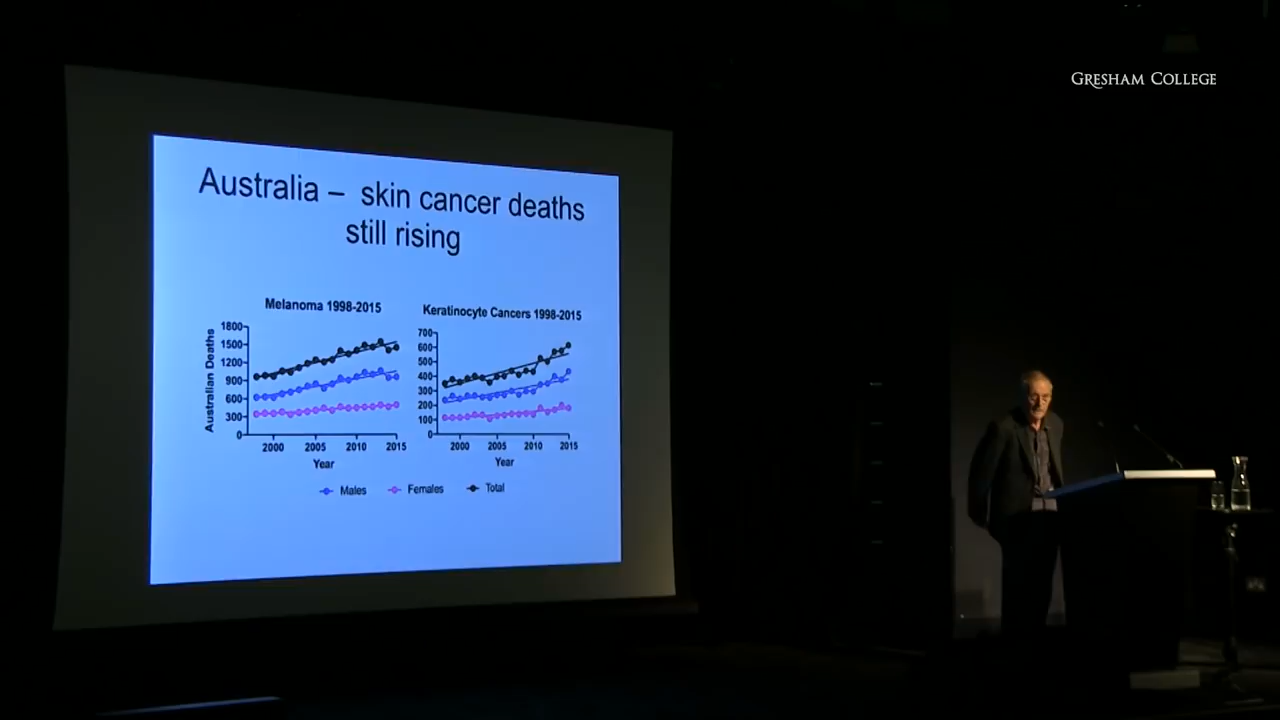 GRESHAM COLLEGE
Australia – skin cancer deaths
still rising
Melanoma 1998-2015
1800
1500
1200
900
600
300
0
Australian Deaths
2000 2005 2010 2015
Year
Keratinocyte Cancers 1998-2015
700
600
500
400
300
200
100
0
2000 2005 2010 2015
Year
Males Females Total